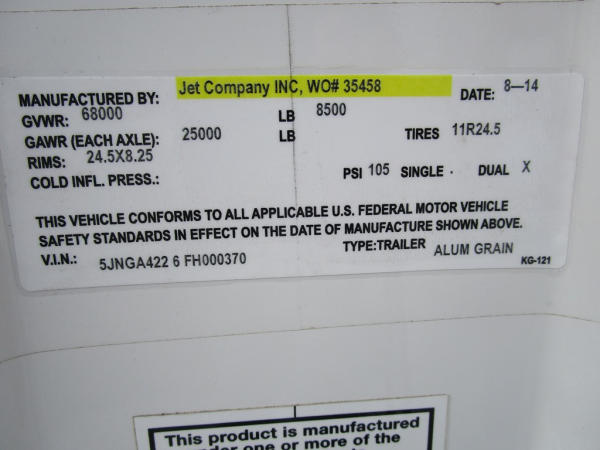 MANUFACTURED BY: Jet Company INC, WO# 35458 DATE: 8—14
GVWR: 68000 LB 8500
GAWR (EACH AXLE): 25000 LB TIRES 11R24.5
RIMS: 24.5X8.25
COLD INFL. PRESS.: PSI 105 SINGLE . DUAL X
THIS VEHICLE CONFORMS TO ALL APPLICABLE U.S. FEDERAL MOTOR VEHICLE
SAFETY STANDARDS IN EFFECT ON THE DATE OF MANUFACTURE SHOWN ABOVE.
V.I.N.: 5JNGA422 6 FH000370 TYPE:TRAILER ALUM GRAIN
KG-121
This product is manufactured
under one or more of the